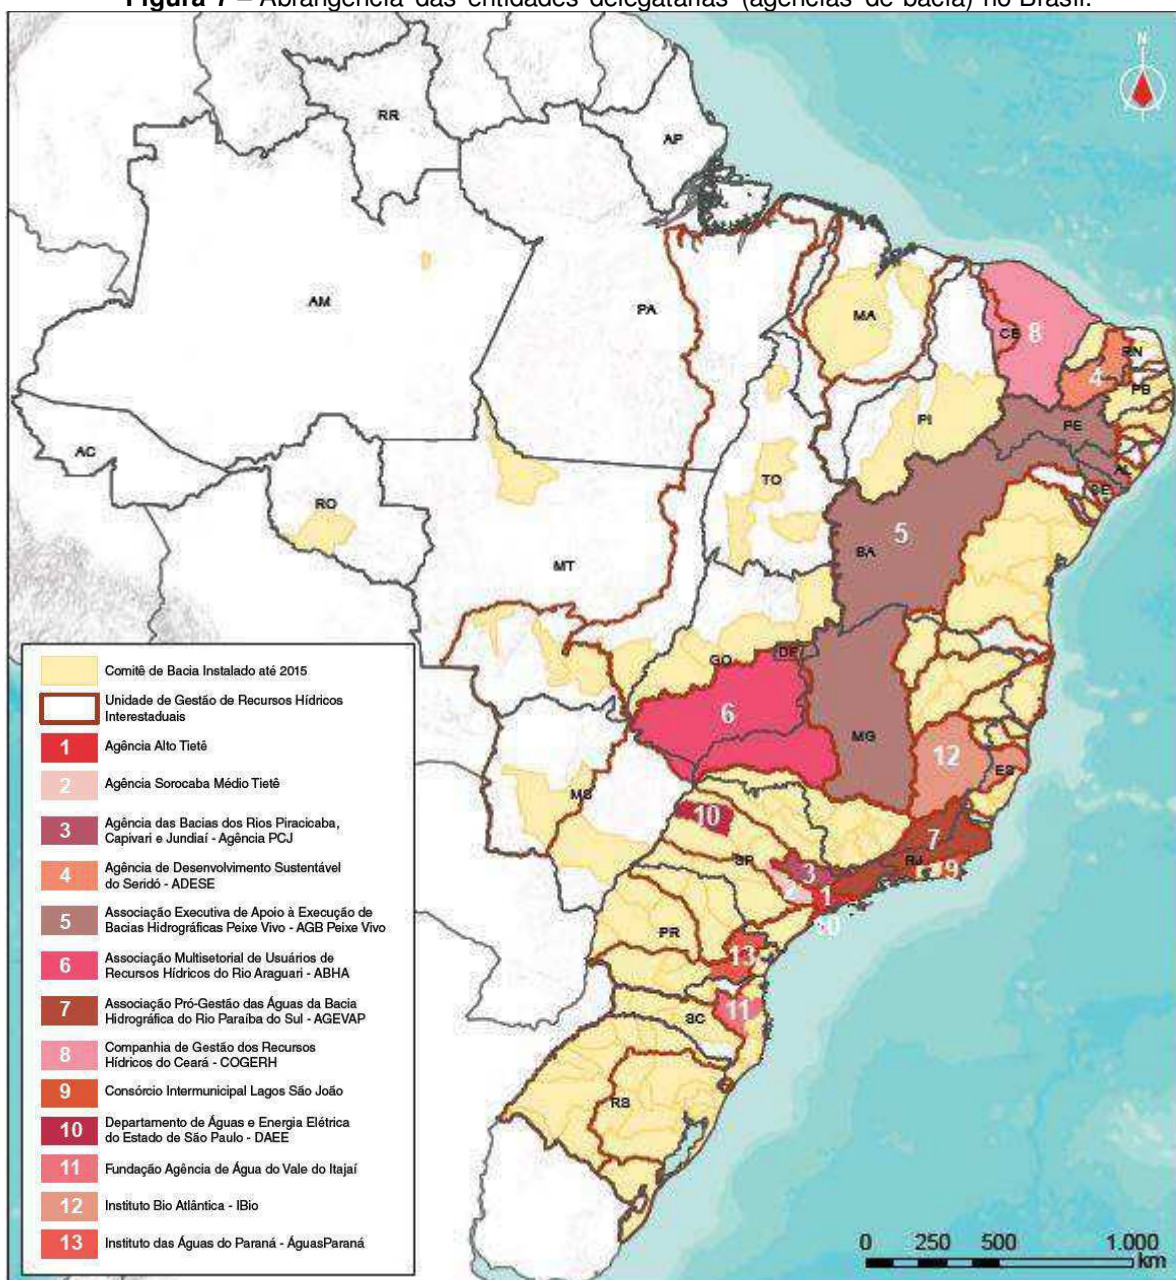 Figura 7 – Abrangência das entidades delegatárias (agências de bacia) no Brasil.
N
RR
AP
AM
PA
MA
CE
8
RN
4
PB
PI
PE
AC
AL
TO
SE
RO
5
BA
MT
GO
DF
6
MG
12
ES
MS
10
7
SP
RJ
9
3
2
1
10
PR
13
11
SC
RS
Comitê de Bacia Instalado até 2015
Unidade de Gestão de Recursos Hídricos
Interestaduais
1 Agência Alto Tietê
2 Agência Sorocaba Médio Tietê
3 Agência das Bacias dos Rios Piracicaba,
Capivari e Jundiaí - Agência PCJ
4 Agência de Desenvolvimento Sustentável
do Seridó - ADESE
5 Associação Executiva de Apoio à Execução de
Bacias Hidrográficas Peixe Vivo - AGB Peixe Vivo
6 Associação Multisetorial de Usuários de
Recursos Hídricos do Rio Araguari - ABHA
7 Associação Pró-Gestão das Águas da Bacia
Hidrográfica do Rio Paraíba do Sul - AGEVAP
8 Companhia de Gestão dos Recursos
Hídricos do Ceará - COGERH
9 Consórcio Intermunicipal Lagos São João
10 Departamento de Águas e Energia Elétrica
do Estado de São Paulo - DAEE
11 Fundação Agência de Água do Vale do Itajaí
12 Instituto Bio Atlântica - IBio
13 Instituto das Águas do Paraná - ÁguasParaná
0 250 500 1.000
km